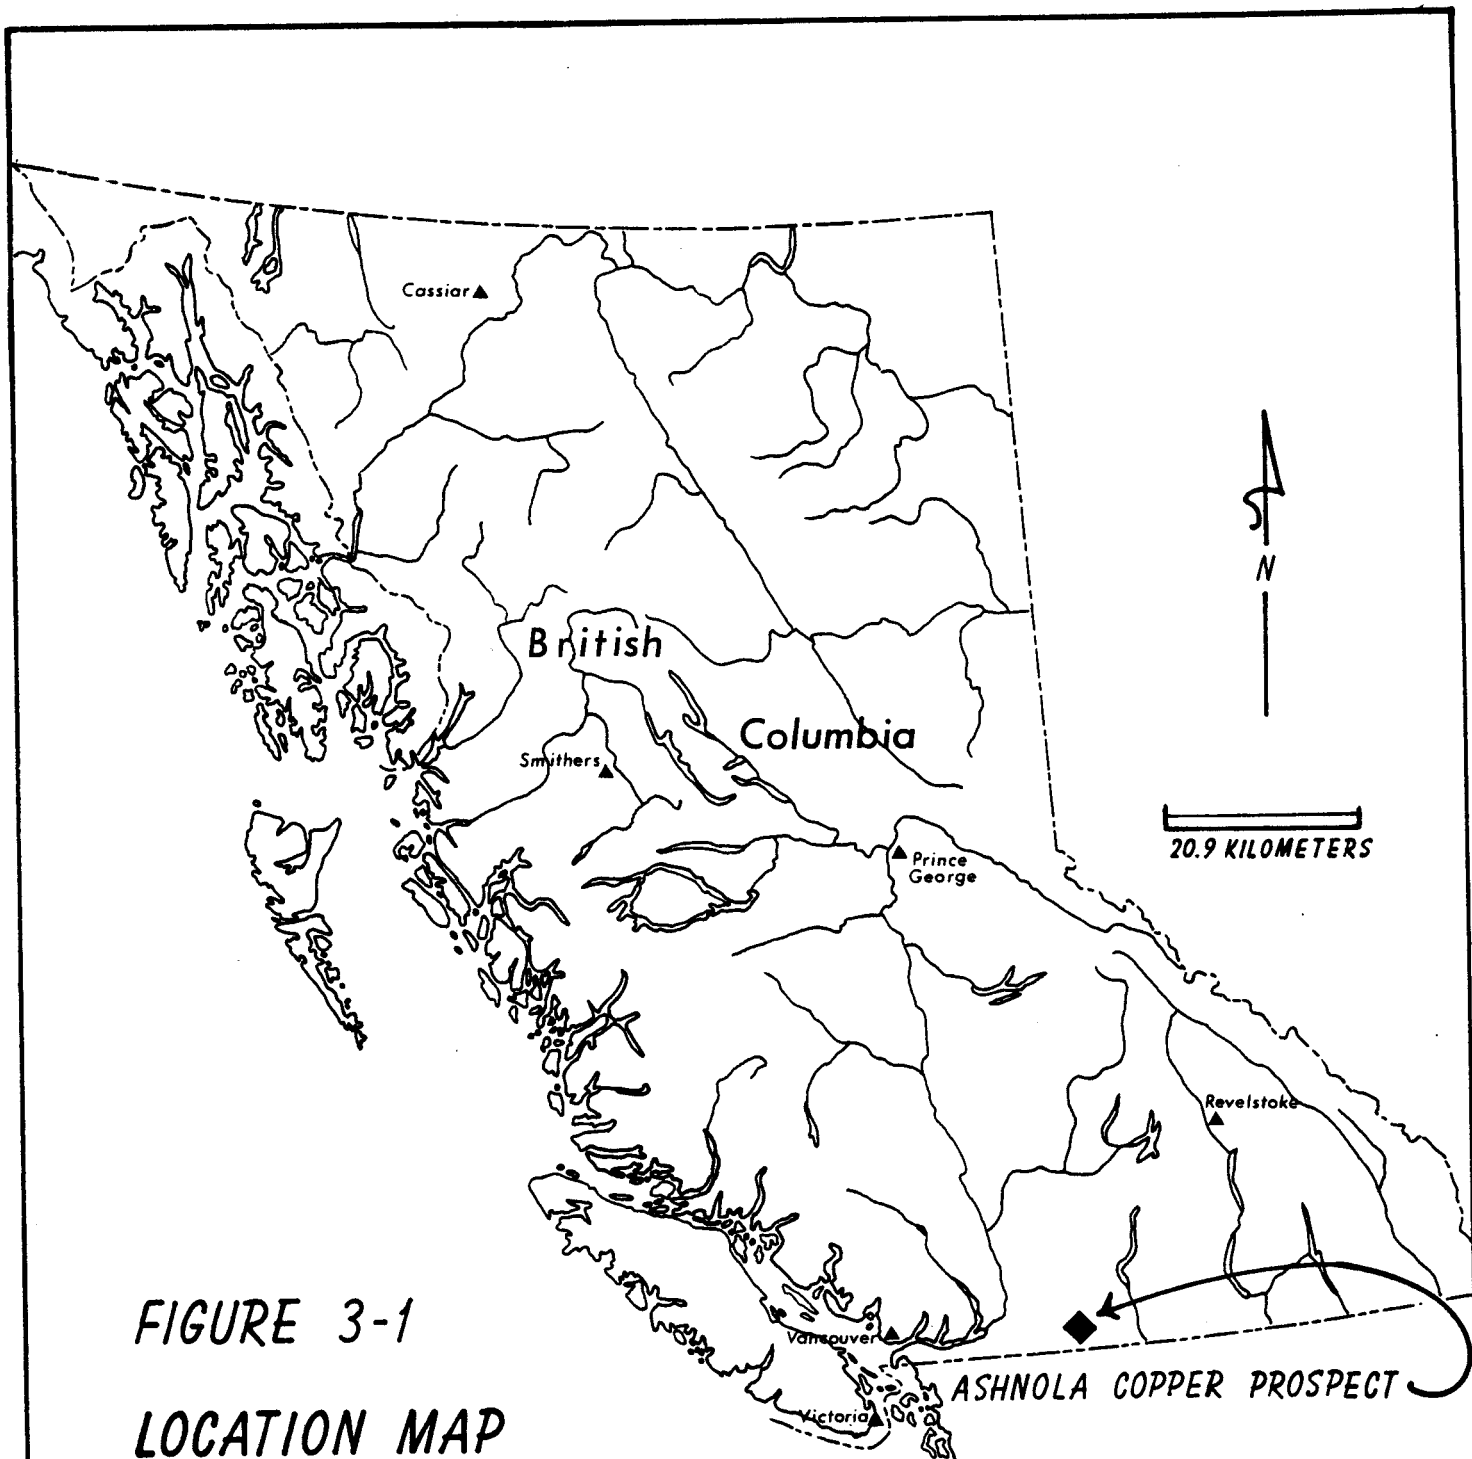 Cassiar
N
British
Columbia
Smithers
20.9 KILOMETERS
Prince
George
Revelstoke
Vancouver
ASHNOLA COPPER PROSPECT
Victoria
FIGURE 3-1
LOCATION MAP